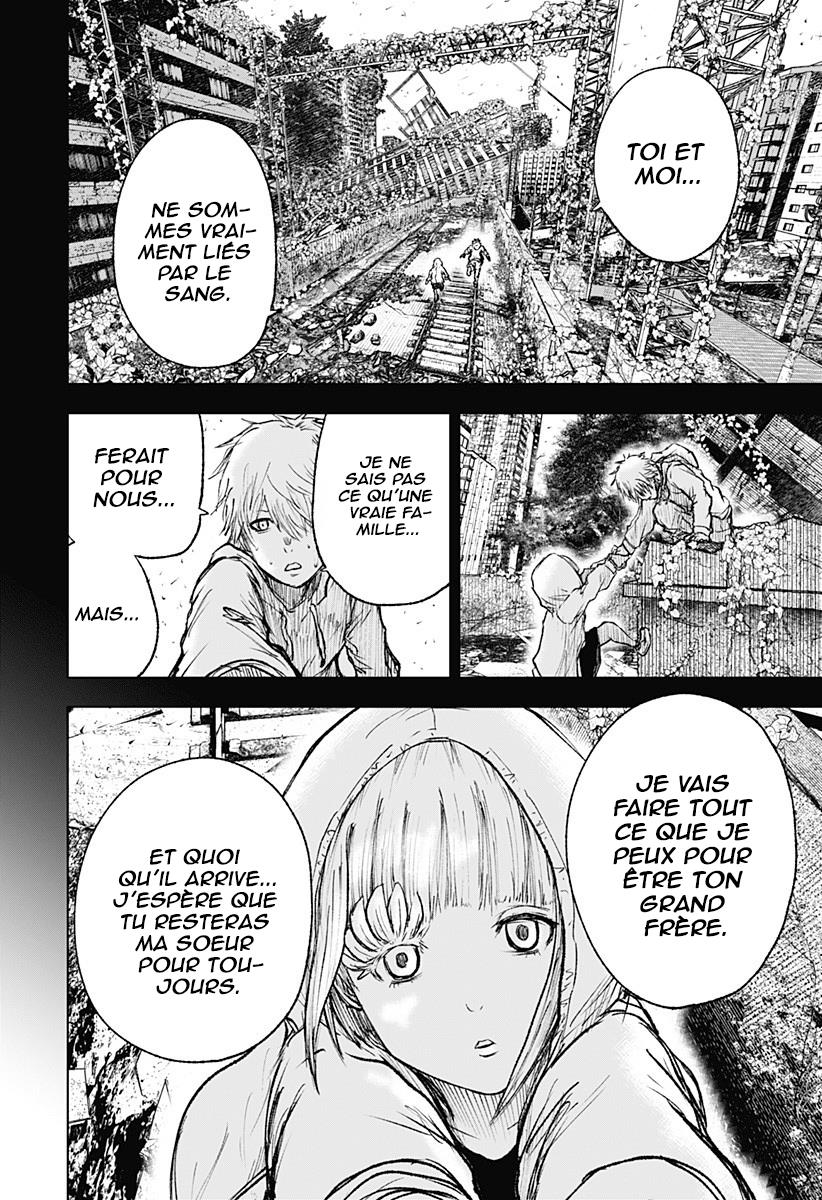 TOI ET
MOI...
NE SOM-
MES VRAI-
MENT LIÉS
PAR LE
SANG.
JE NE
SAIS PAS
CE QU'UNE
VRAIE FA-
MILLE...
FERAIT
POUR
NOUS...
MAIS...
JE VAIS
FAIRE TOUT
CE QUE JE
PEUX POUR
ÊTRE TON
GRAND
FRÈRE.
ET QUOI
QU'IL ARRIVE...
J'ESPÈRE QUE
TU RESTERAS
MA SOEUR
POUR TOU-
JOURS.